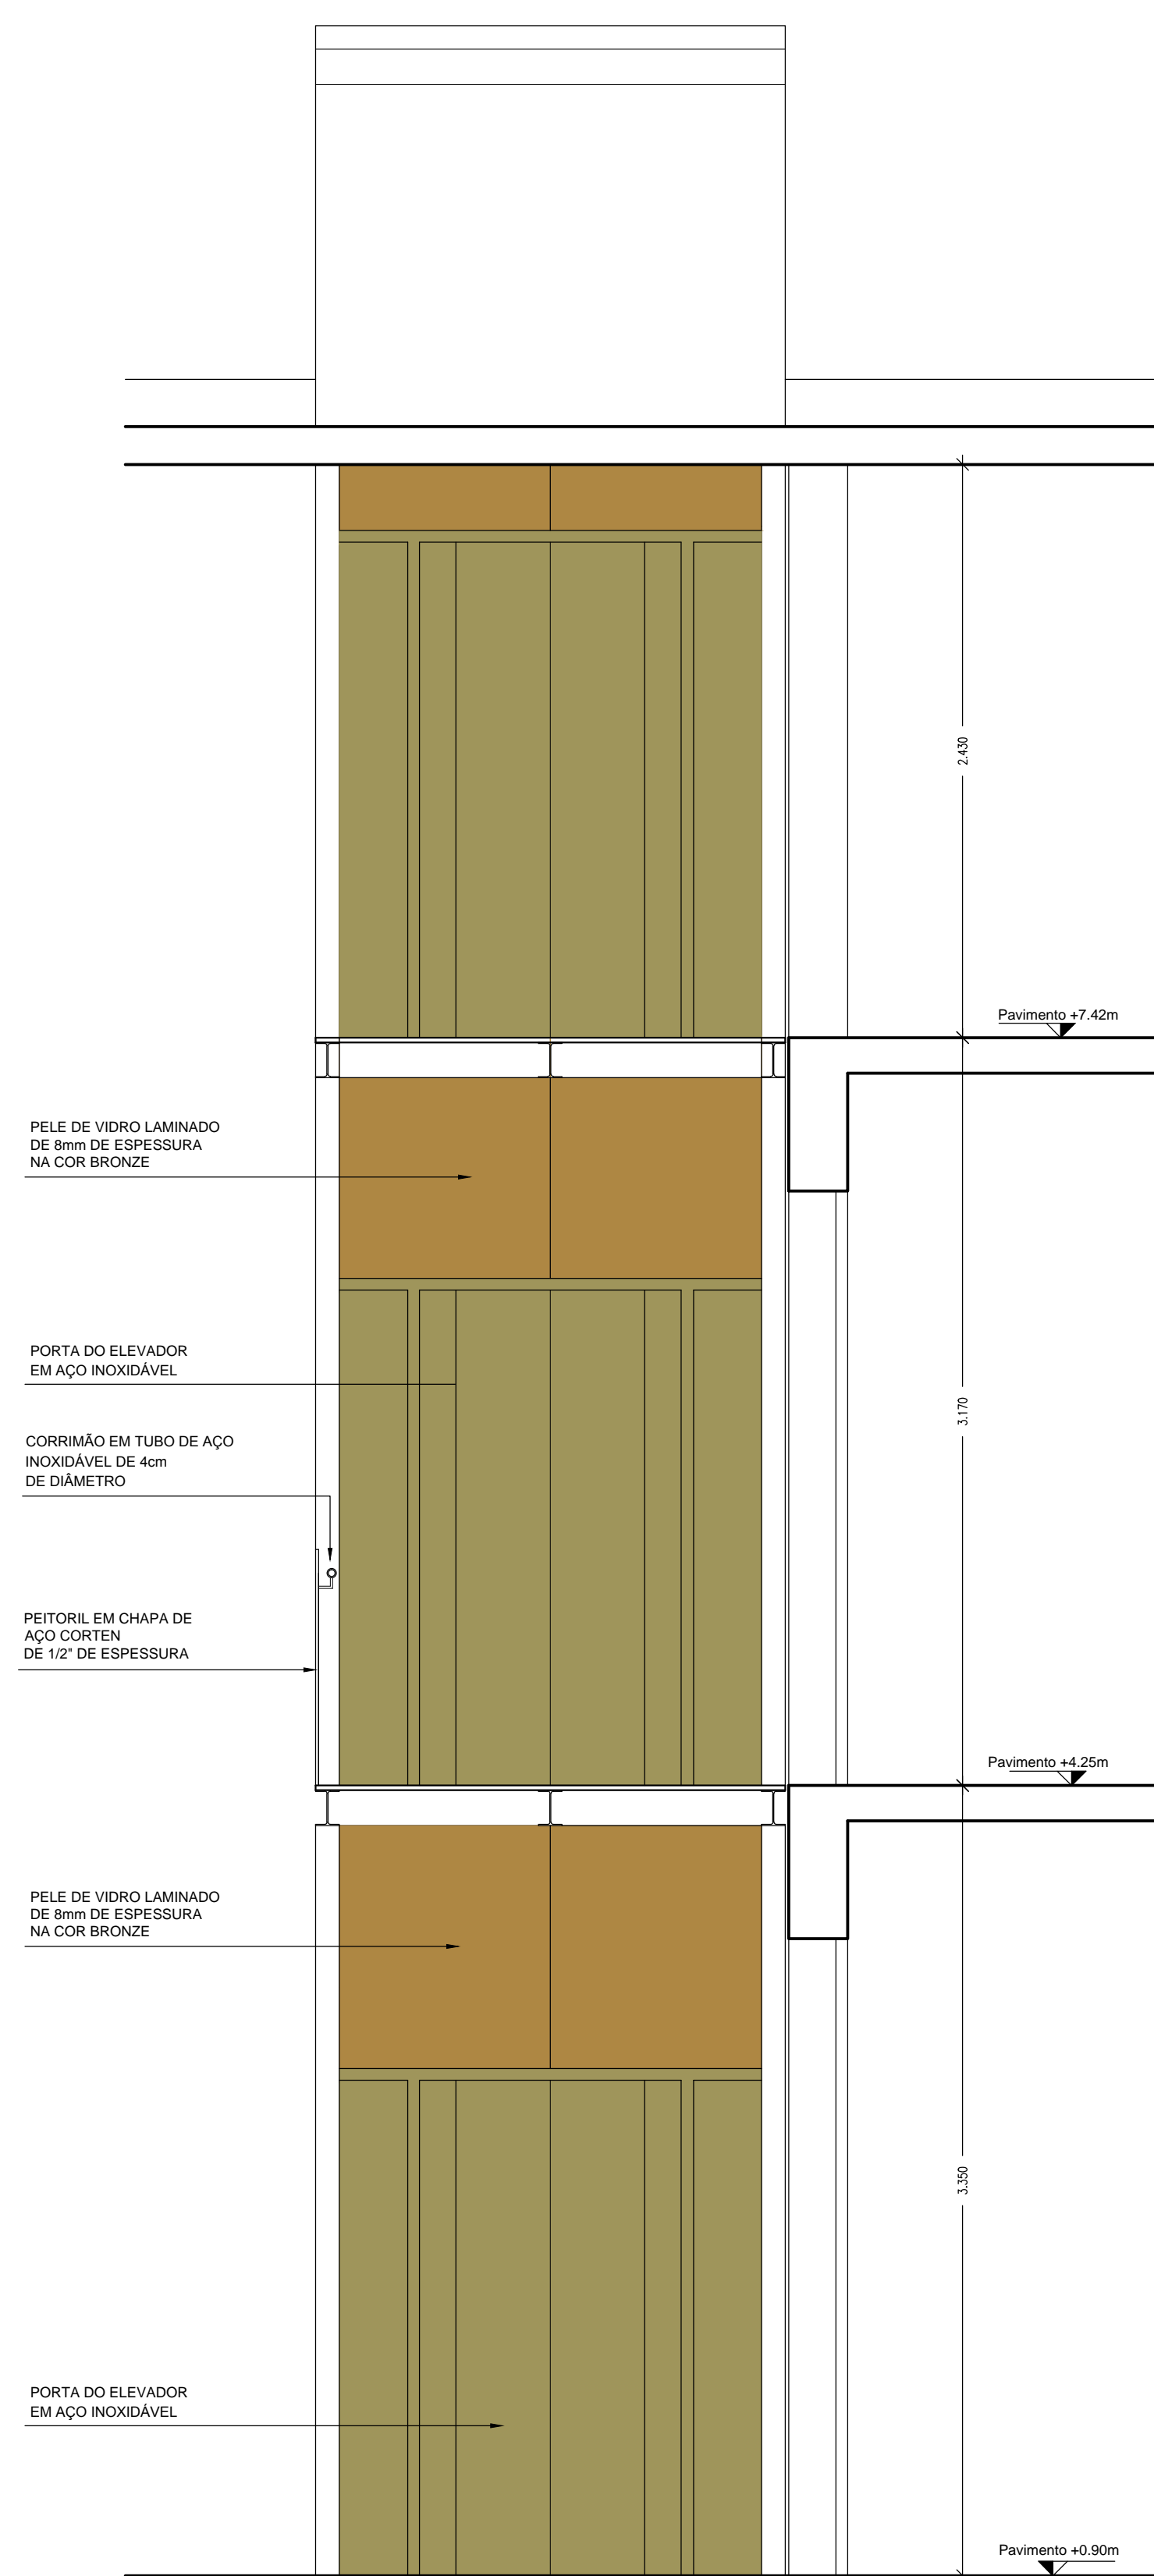 2.430
Pavimento +7.42m
PELE DE VIDRO LAMINADO
DE 8mm DE ESPESSURA
NA COR BRONZE
PORTA DO ELEVADOR
EM AÇO INOXIDÁVEL
3.170
CORRIMÃO EM TUBO DE AÇO
INOXIDÁVEL DE 4cm
DE DIÂMETRO
PEITORIL EM CHAPA DE
AÇO CORTEN
DE 1/2" DE ESPESSURA
Pavimento +4.25m
PELE DE VIDRO LAMINADO
DE 8mm DE ESPESSURA
NA COR BRONZE
3.350
PORTA DO ELEVADOR
EM AÇO INOXIDÁVEL
Pavimento +0.90m